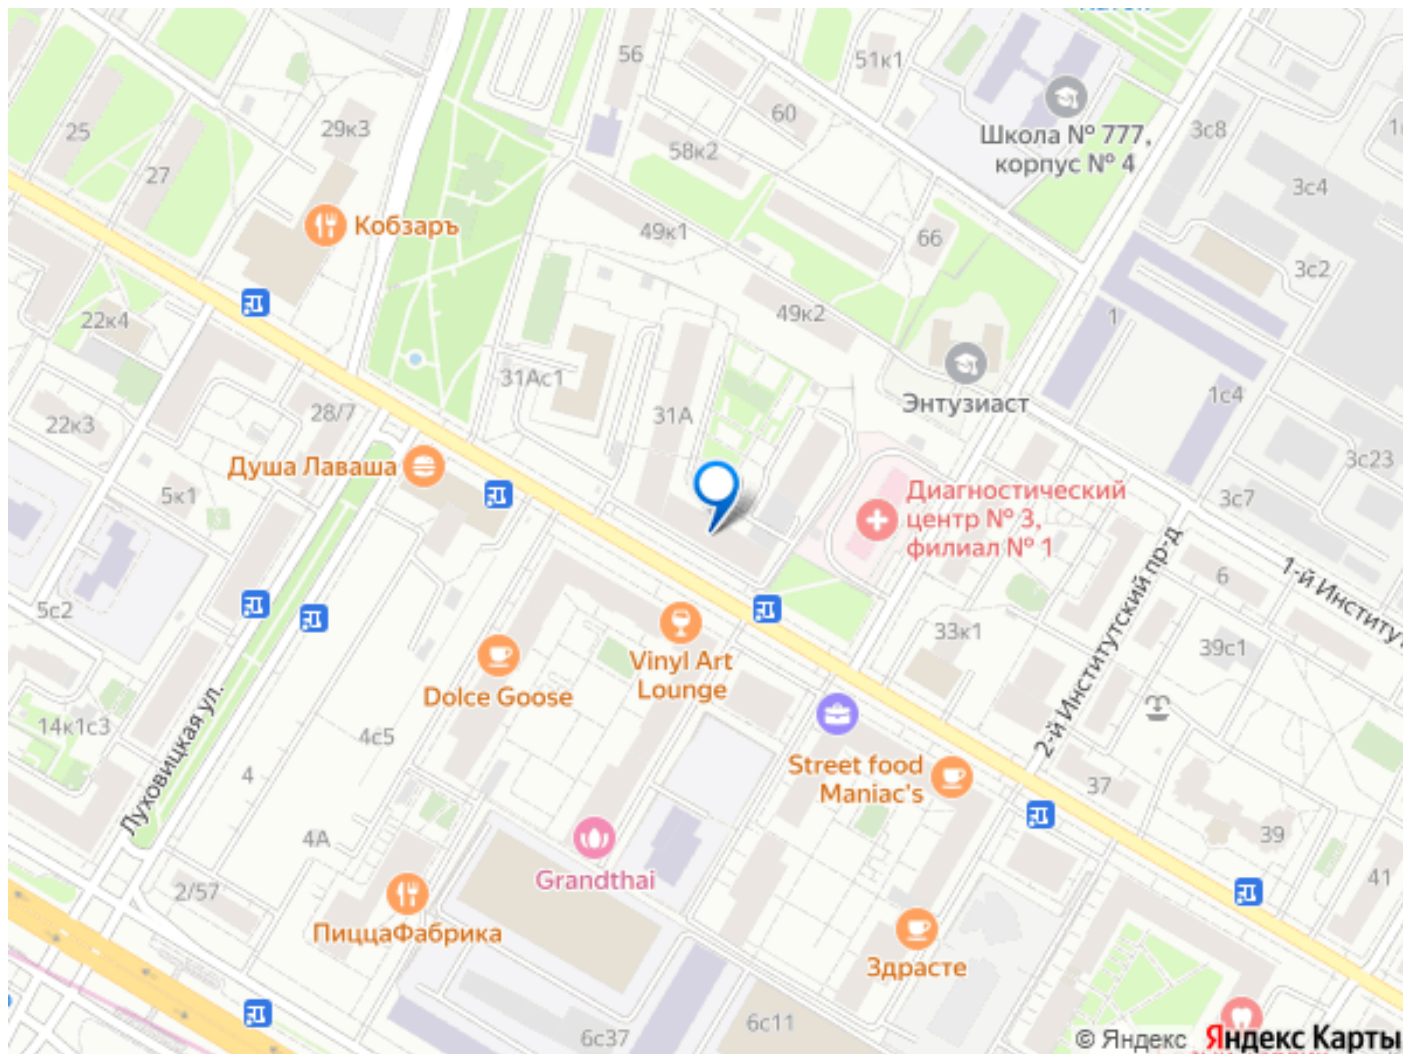 56
51к1
60
Школа № 777,
корпус № 4
3с8
25
29к3
58к2
27
3с4
Кобзаръ
49к1
66
3с2
22к4
49к2
1
31Ас1
1с4
28/7
31А
Энтузиаст
22к3
Душа Лаваша
3с23
5к1
Диагностический
центр № 3,
филиал № 1
3с7
6
1-й Институт
5с2
33к1
39с1
2-й Институтский пр-д
Vinyl Art
Lounge
Dolce Goose
14к1с3
4с5
Луховицкая ул.
4
Street food
Maniac's
37
4А
39
Grandthai
41
2/57
ПиццаФабрика
Здрасте
6с11
6с37
© Яндекс Яндекс Карты